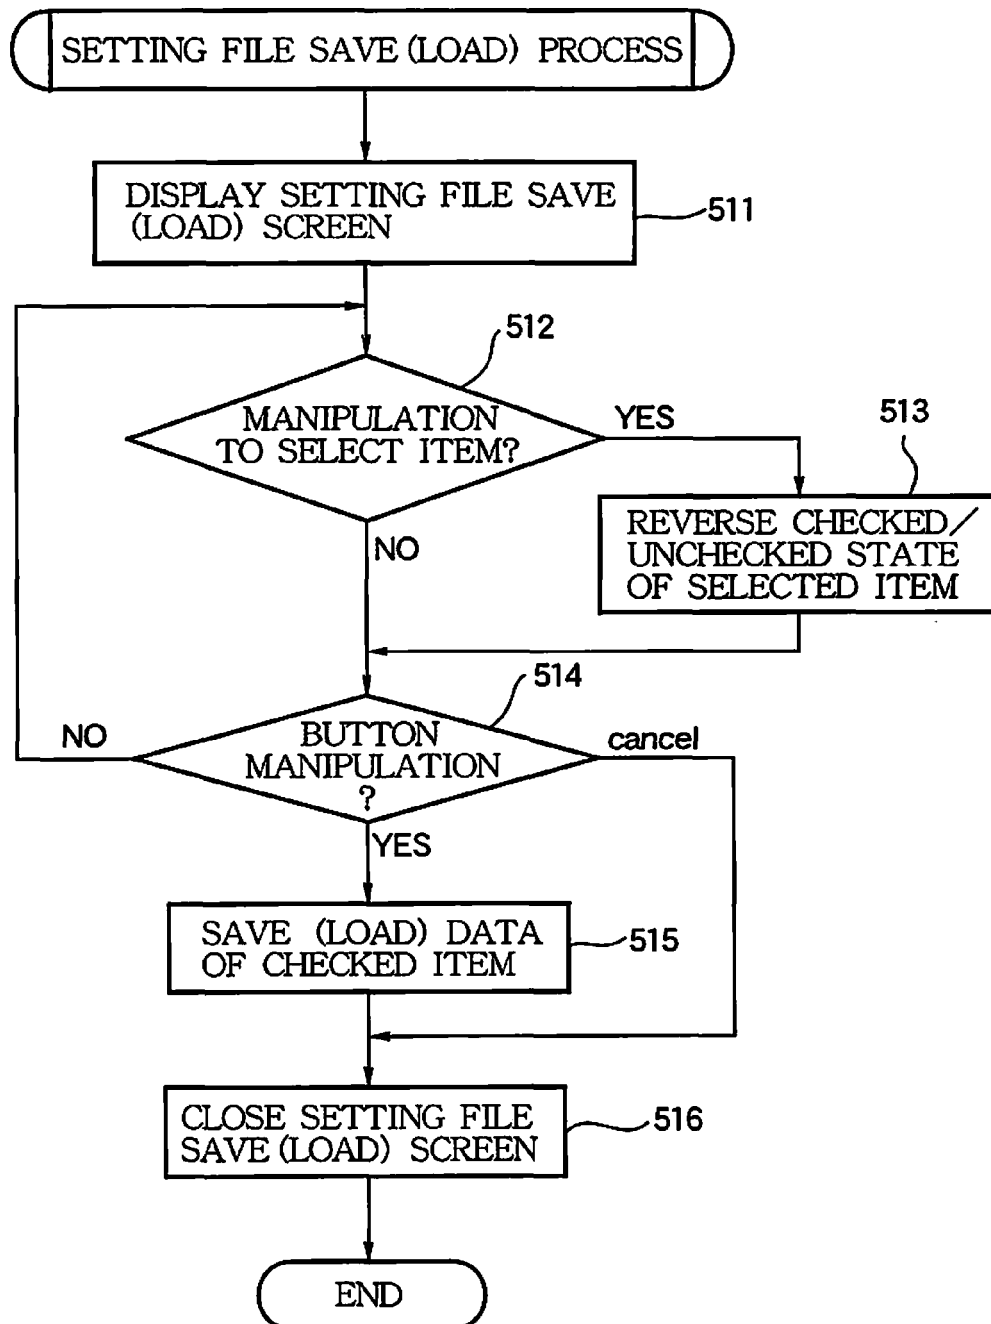 SETTING FILE SAVE (LOAD) PROCESS
DISPLAY SETTING FILE SAVE
(LOAD) SCREEN
511
512
MANIPULATION
TO SELECT ITEM?
YES
513
REVERSE CHECKED/
UNCHECKED STATE
OF SELECTED ITEM
NO
514
BUTTON
MANIPULATION
?
NO
cancel
YES
SAVE (LOAD) DATA
OF CHECKED ITEM
515
CLOSE SETTING FILE
SAVE (LOAD) SCREEN
516
END